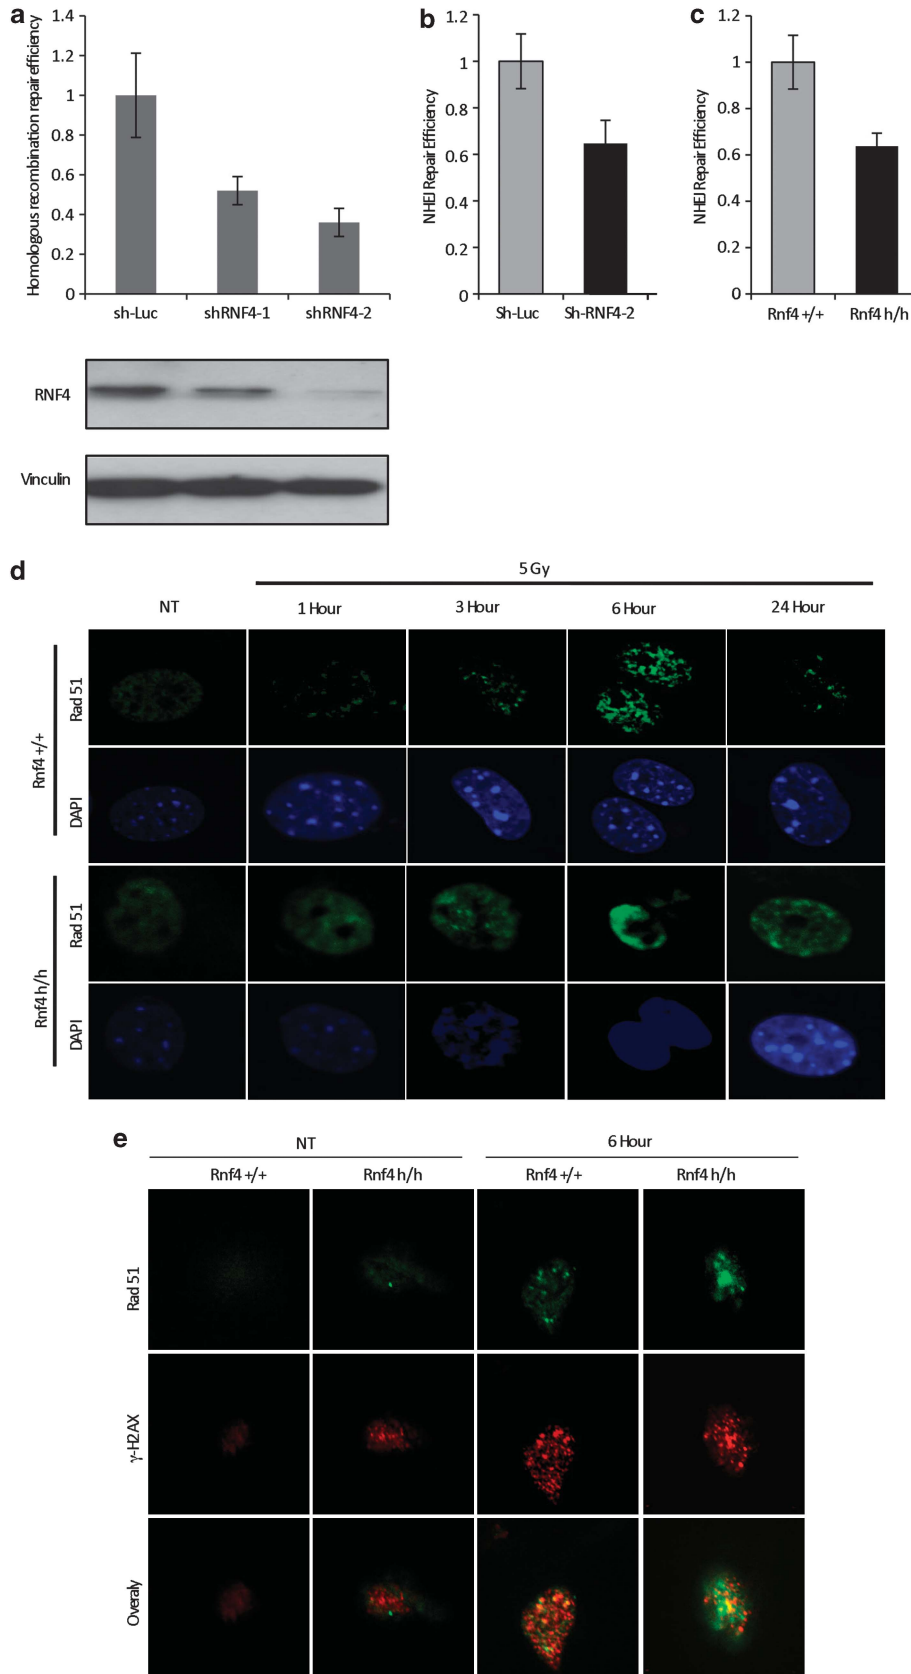 a
Homologous recombination repair efficiency
1.4
1.2
1
0.8
0.6
0.4
0.2
0
sh-Luc
shRNF4-1
shRNF4-2
RNF4
Vinculin
b
NHEJ Repair Efficiency
1.2
1
0.8
0.6
0.4
0.2
0
Sh-Luc
Sh-RNF4-2
c
NHEJ Repair Efficiency
1.2
1
0.8
0.6
0.4
0.2
0
Rnf4 +/+
Rnf4 h/h
d
5 Gy
NT
1 Hour
3 Hour
6 Hour
24 Hour
Rnf4 +/+
Rad 51
DAPI
Rnf4 h/h
Rad 51
DAPI
e
NT
6 Hour
Rnf4 +/+
Rnf4 h/h
Rnf4 +/+
Rnf4 h/h
Rad 51
γ-H2AX
Overaly